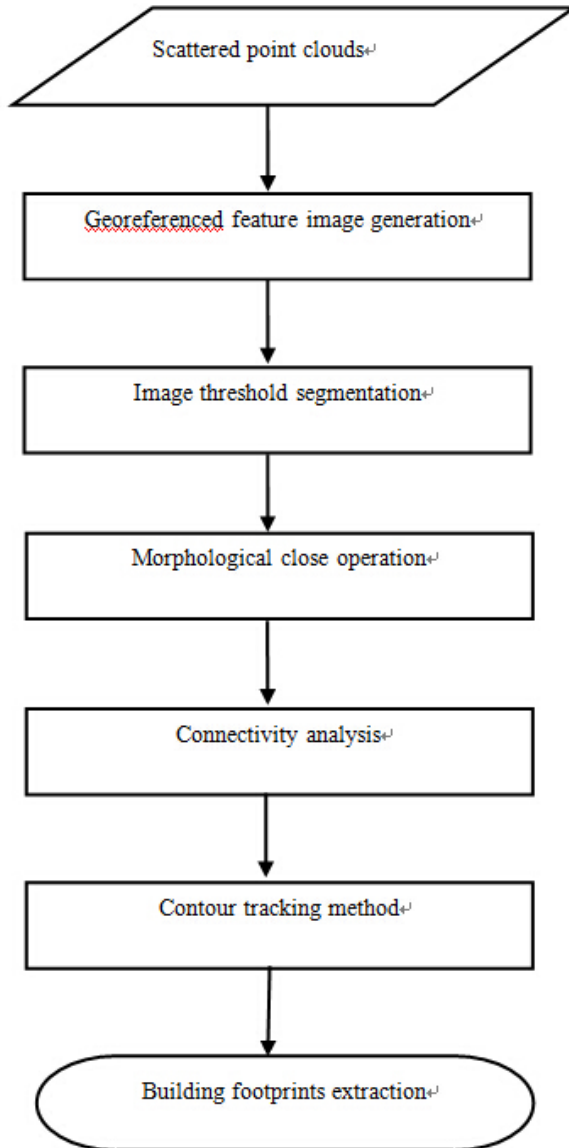 Scattered point clouds↵
Georeferenced feature image generation↵
Image threshold segmentation↵
Morphological close operation↵
Connectivity analysis↵
Contour tracking method↵
Building footprints extraction↵